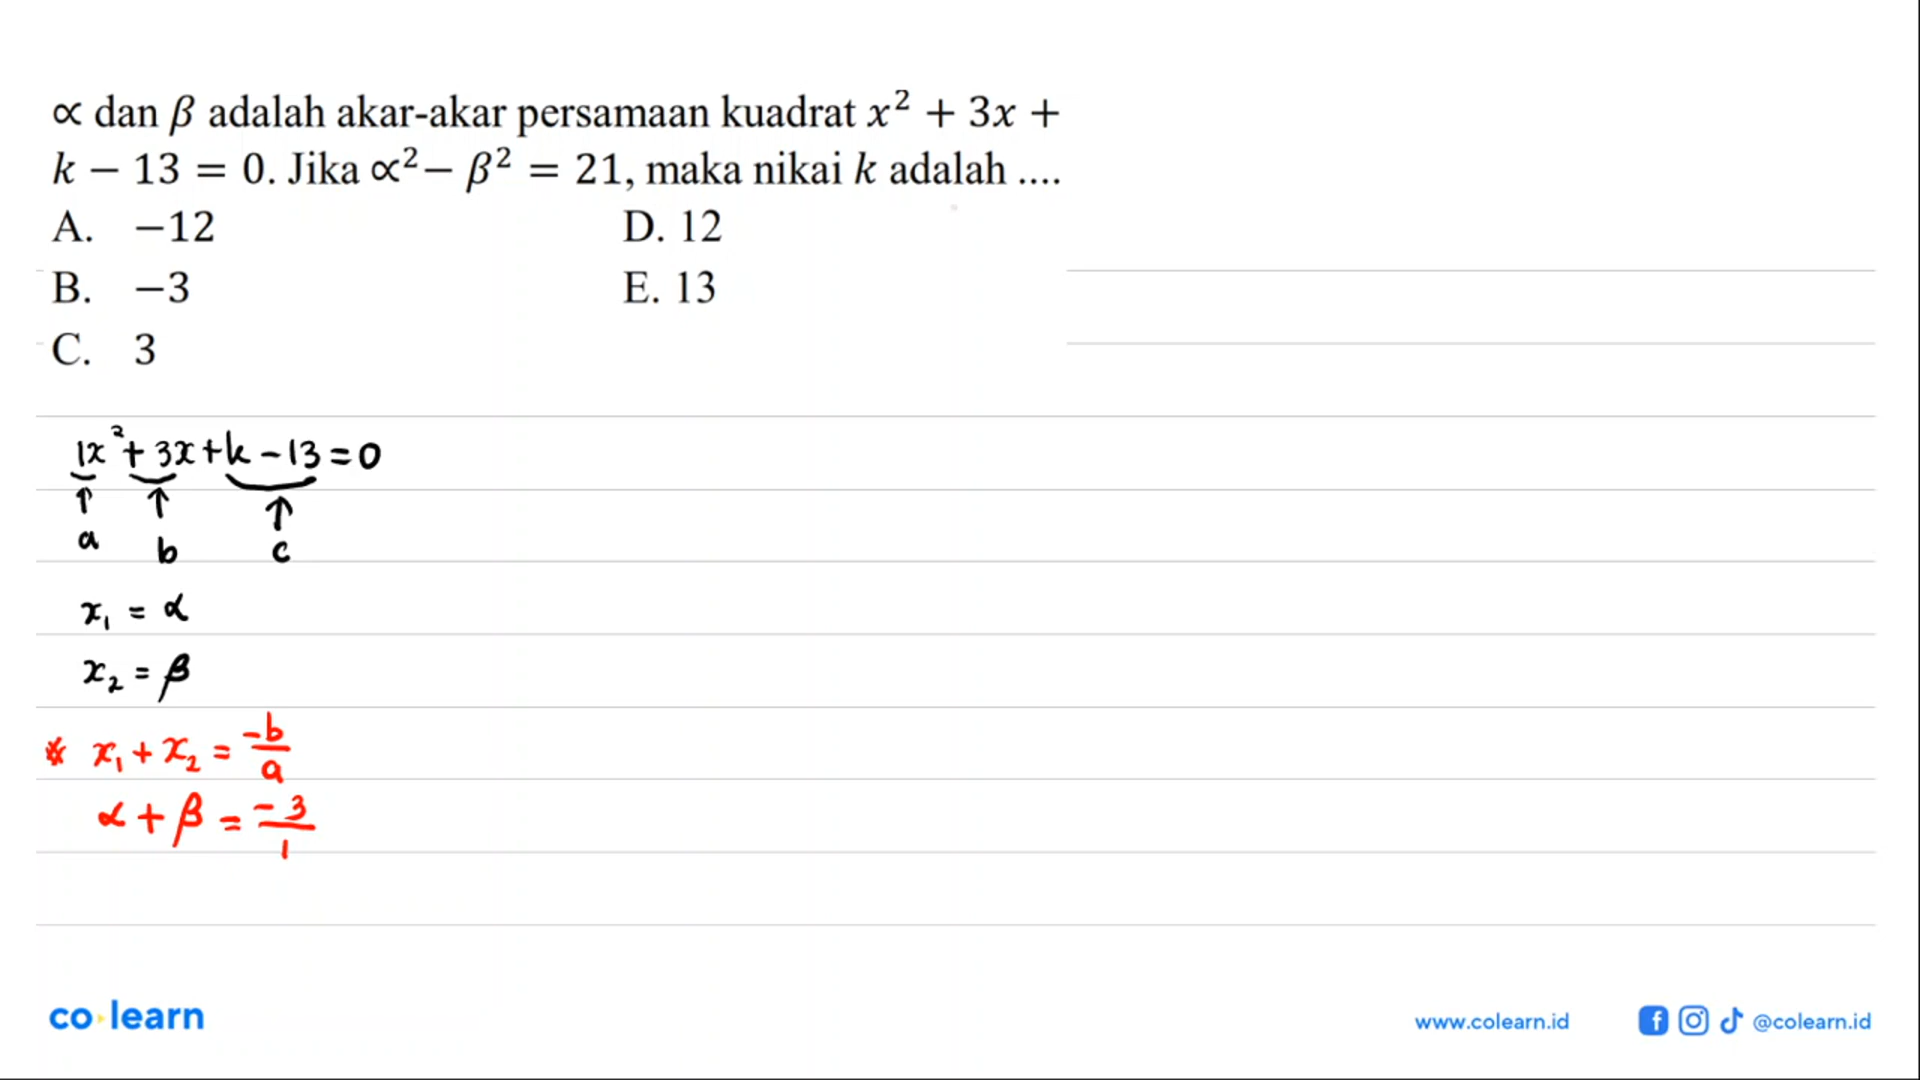 ∝ dan β adalah akar-akar persamaan kuadrat x² + 3x +
k − 13 = 0. Jika ∝² − β² = 21, maka nikai k adalah ....
A. −12
D. 12
B. −3
E. 13
C. 3
1x² + 3x + k − 13 = 0
↑ ↑ ↑
a b c
x₁ = α
x₂ = β
* x₁ + x₂ = -b/a
α + β = -3/1
co learn
www.colearn.id
@colearn.id